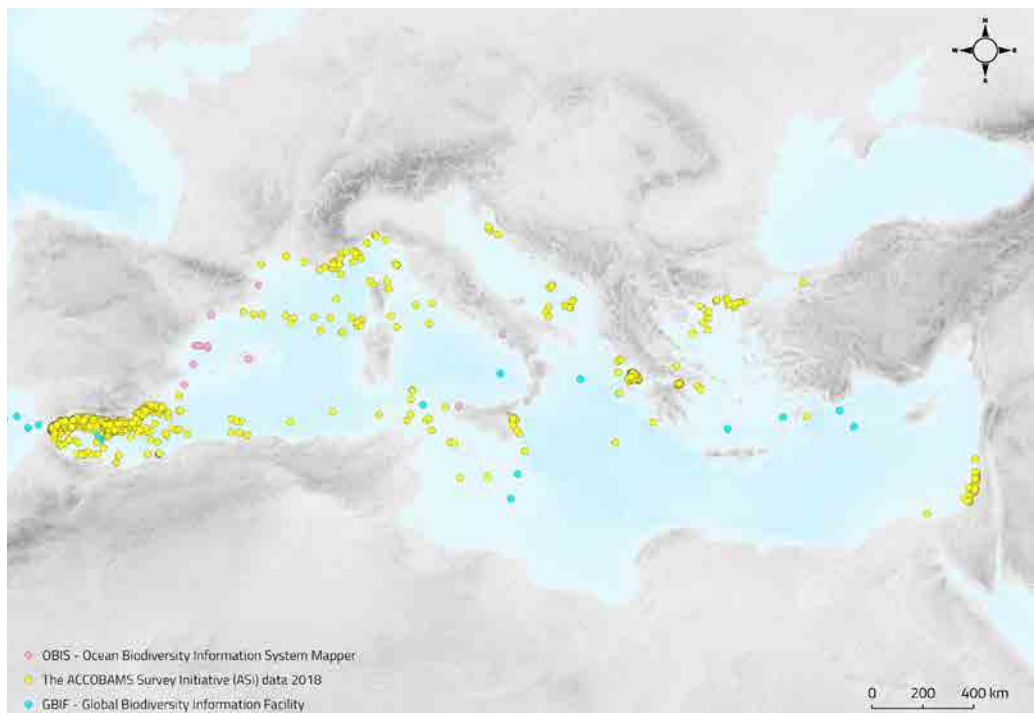 N
W E
S
OBIS - Ocean Biodiversity Information System Mapper
The ACCOBAMS Survey Initiative (ASI) data 2018
GBIF - Global Biodiversity Information Facility
0 200 400 km